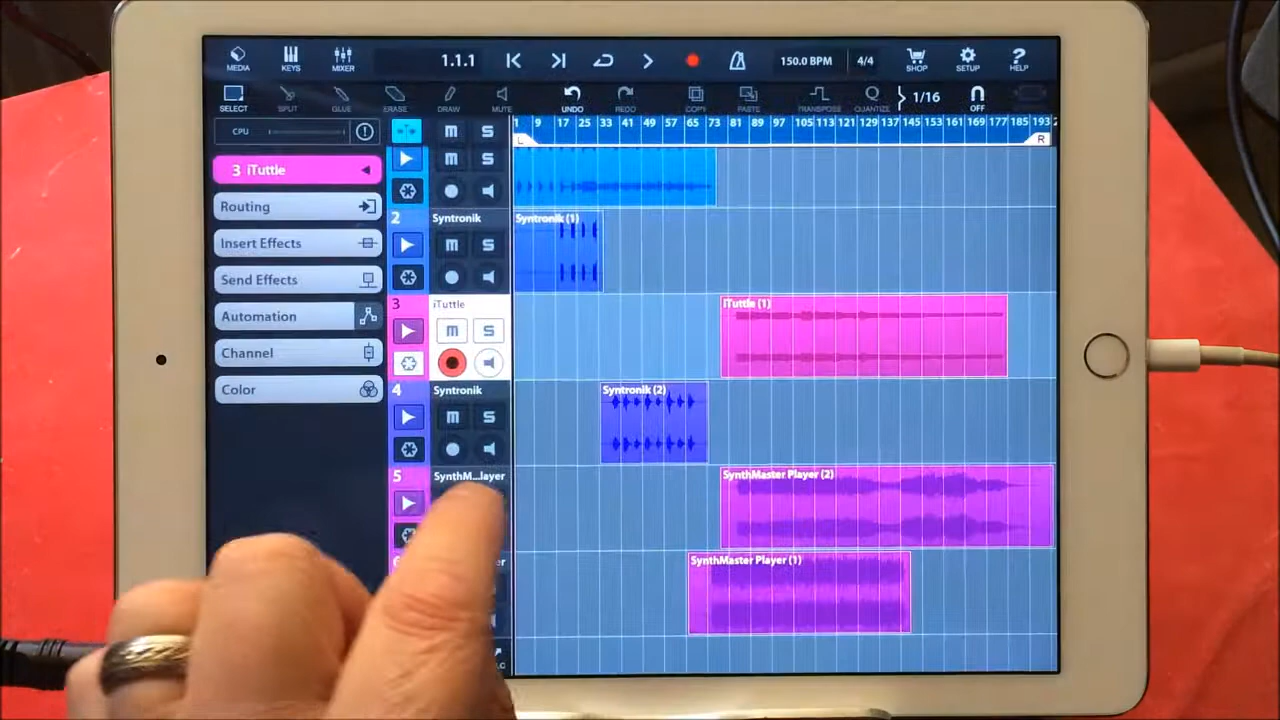 MEDIA KEYS MIXER 1.1.1 150.0 BPM 4/4 SHOP SETUP HELP
SELECT SPLIT GLUE ERASE DRAW MUTE UNDO REDO COPY PASTE TRANSPOSE QUANTIZE 1/16 OFF
CPU M S 1 9 17 25 33 41 49 57 65 73 81 89 97 105 113 121 129 137 145 153 161 169 177 185 193
L R
M S
3 iTuttle
Routing
2 Syntronik Syntronik (1)
Insert Effects M S
Send Effects
3 iTuttle iTuttle (1)
Automation M S
Channel
Color 4 Syntronik Syntronik (2)
M S
5 SynthM...layer SynthMaster Player (2)
SynthMaster Player (1)